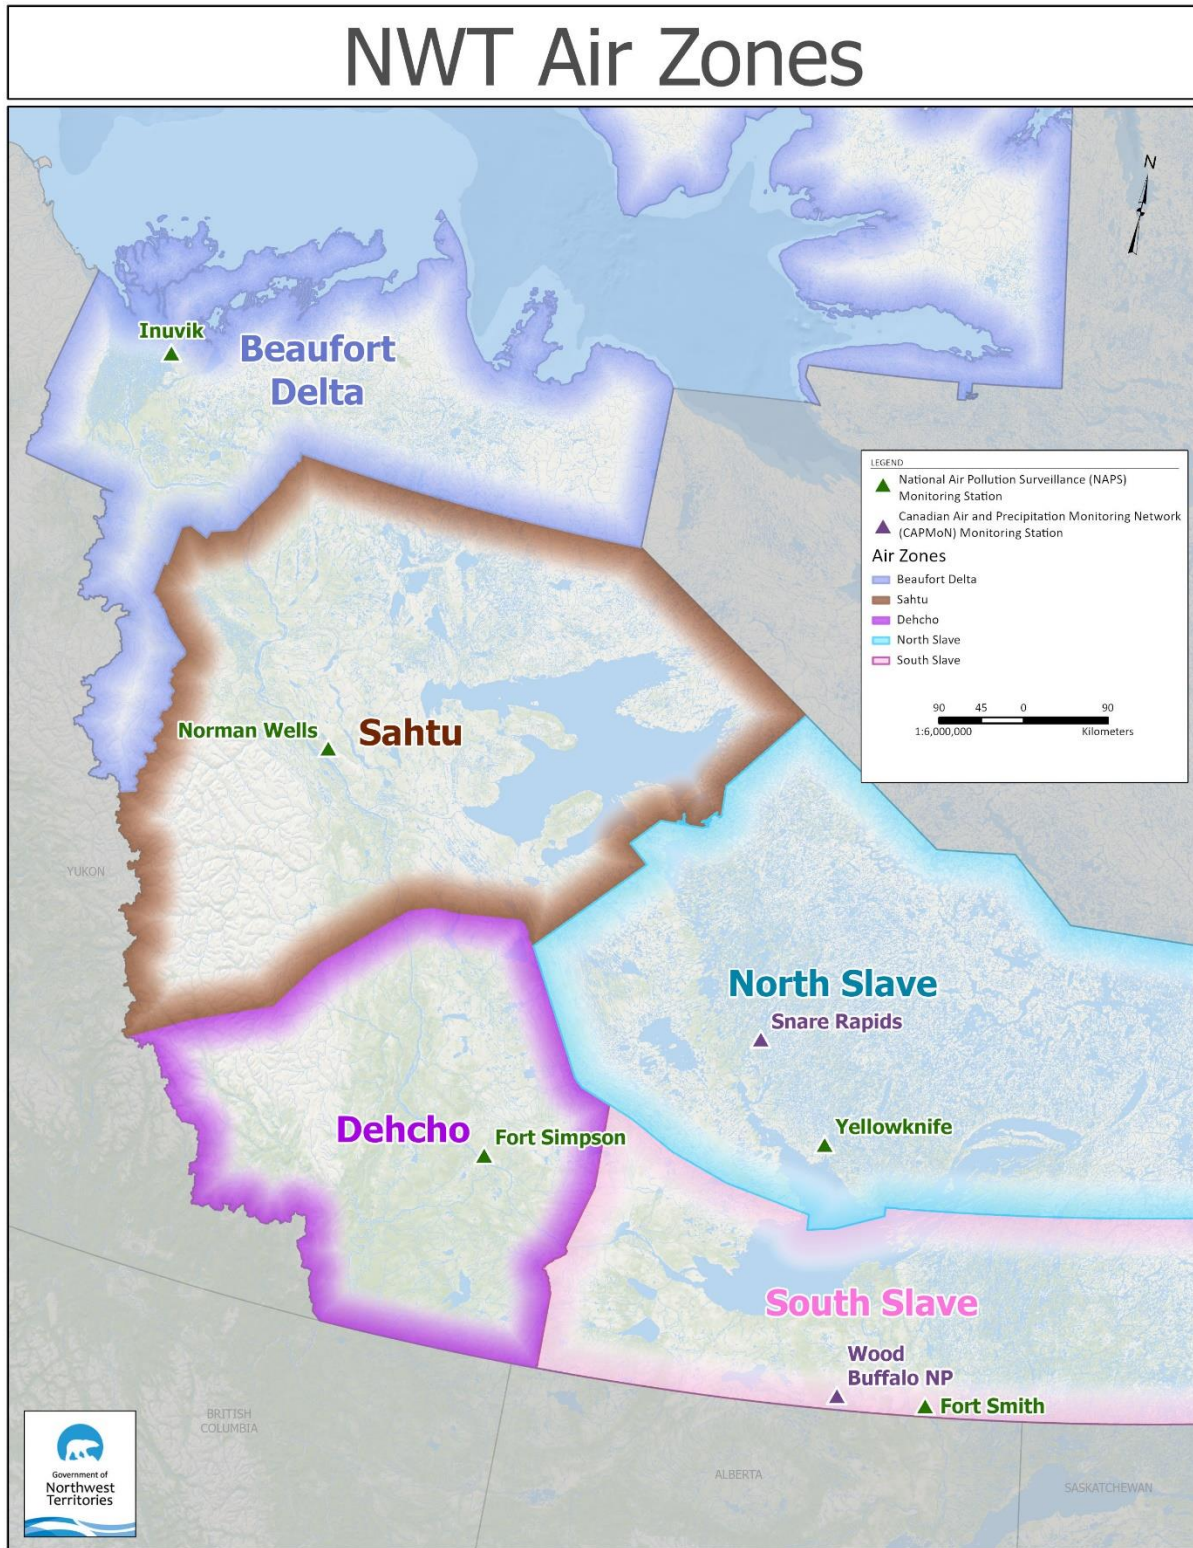 NWT Air Zones
N
Inuvik
Beaufort
Delta
LEGEND
National Air Pollution Surveillance (NAPS)
Monitoring Station
Canadian Air and Precipitation Monitoring Network
(CAPMoN) Monitoring Station
Air Zones
Beaufort Delta
Sahtu
Dehcho
North Slave
South Slave
90 45 0 90
1:6,000,000 Kilometers
Norman Wells
Sahtu
YUKON
North Slave
Snare Rapids
Dehcho
Fort Simpson
Yellowknife
South Slave
Wood
Buffalo NP
Fort Smith
BRITISH
COLUMBIA
ALBERTA
SASKATCHEWAN
Government of
Northwest
Territories